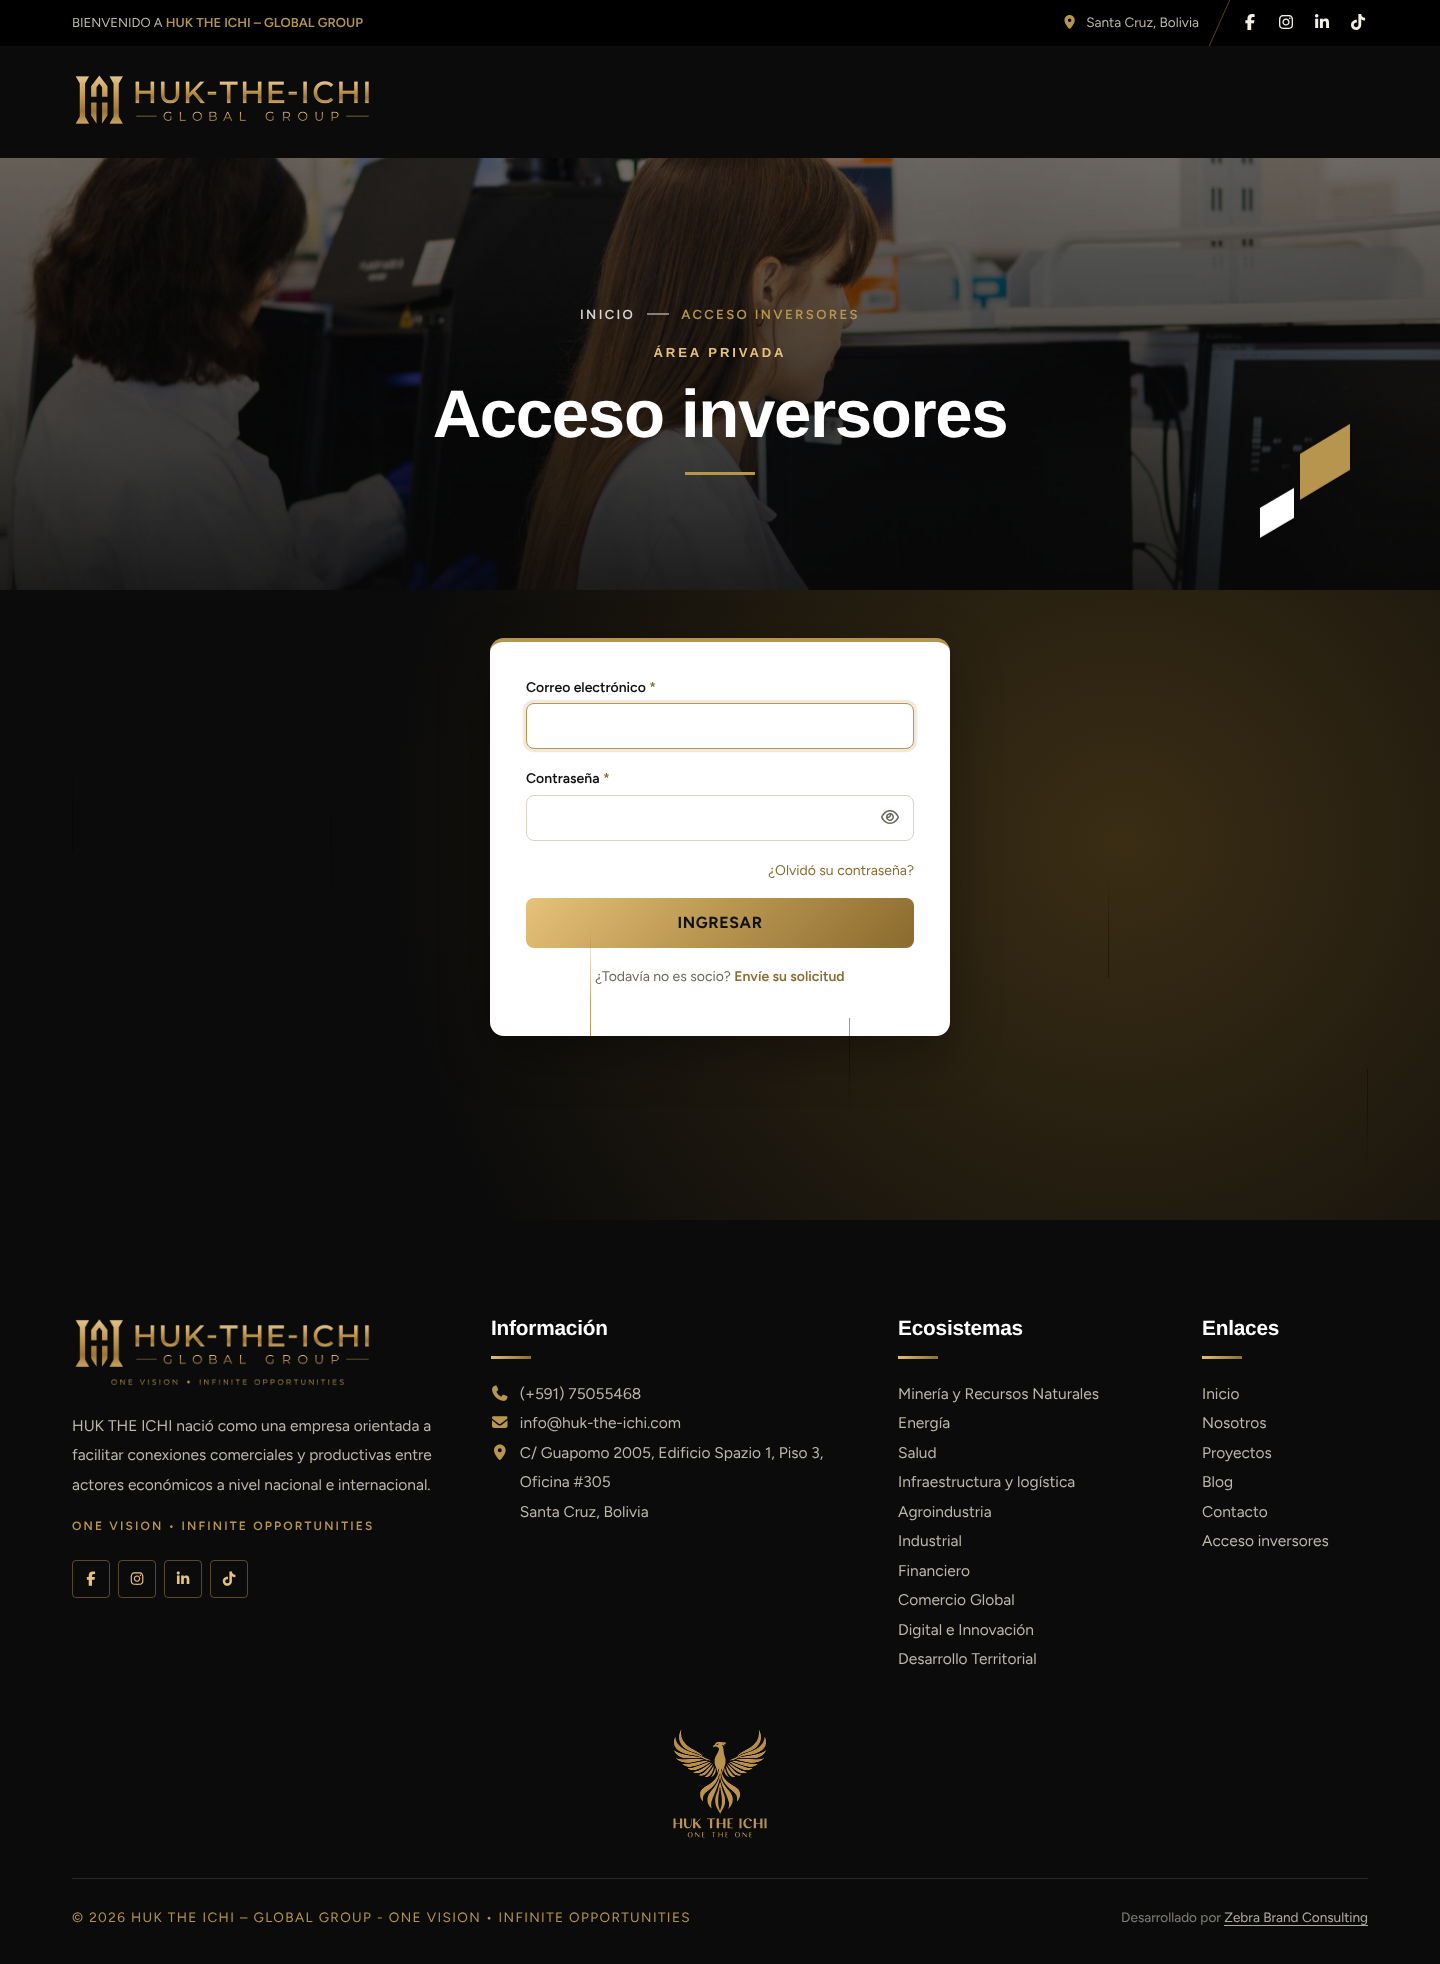 BIENVENIDO A HUK THE ICHI – GLOBAL GROUP
Santa Cruz, Bolivia
HUK-THE-ICHI
GLOBAL GROUP
INICIO — ACCESO INVERSORES
ÁREA PRIVADA
Acceso inversores
Correo electrónico *
Contraseña *
¿Olvidó su contraseña?
INGRESAR
¿Todavía no es socio? Envíe su solicitud
HUK-THE-ICHI
GLOBAL GROUP
ONE VISION • INFINITE OPPORTUNITIES
HUK THE ICHI nació como una empresa orientada a
facilitar conexiones comerciales y productivas entre
actores económicos a nivel nacional e internacional.
ONE VISION • INFINITE OPPORTUNITIES
Información
(+591) 75055468
info@huk-the-ichi.com
C/ Guapomo 2005, Edificio Spazio 1, Piso 3,
Oficina #305
Santa Cruz, Bolivia
Ecosistemas
Minería y Recursos Naturales
Energía
Salud
Infraestructura y logística
Agroindustria
Industrial
Financiero
Comercio Global
Digital e Innovación
Desarrollo Territorial
Enlaces
Inicio
Nosotros
Proyectos
Blog
Contacto
Acceso inversores
HUK THE ICHI
ONE THE ONE
© 2026 HUK THE ICHI – GLOBAL GROUP - ONE VISION • INFINITE OPPORTUNITIES
Desarrollado por Zebra Brand Consulting